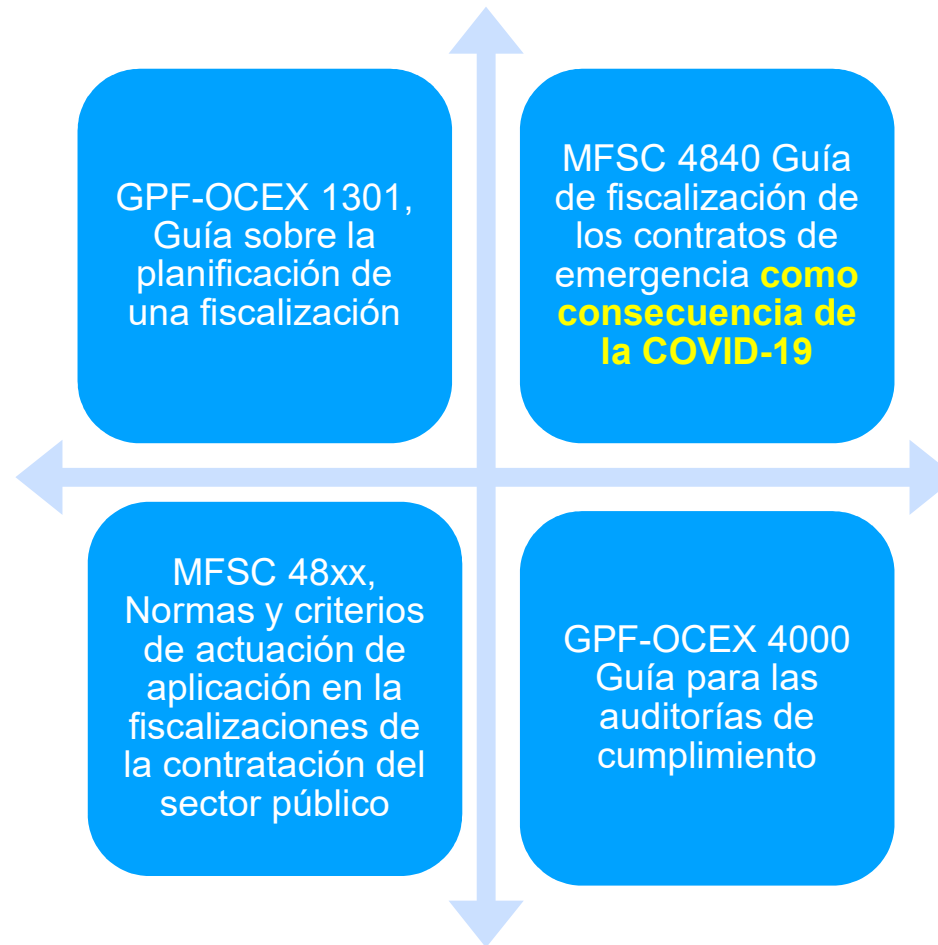 GPF-OCEX 1301,
Guía sobre la
planificación de
una fiscalización
MFSC 4840 Guía
de fiscalización de
los contratos de
emergencia como
consecuencia de
la COVID-19
MFSC 48xx,
Normas y criterios
de actuación de
aplicación en la
fiscalizaciones de
la contratación del
sector público
GPF-OCEX 4000
Guía para las
auditorías de
cumplimiento